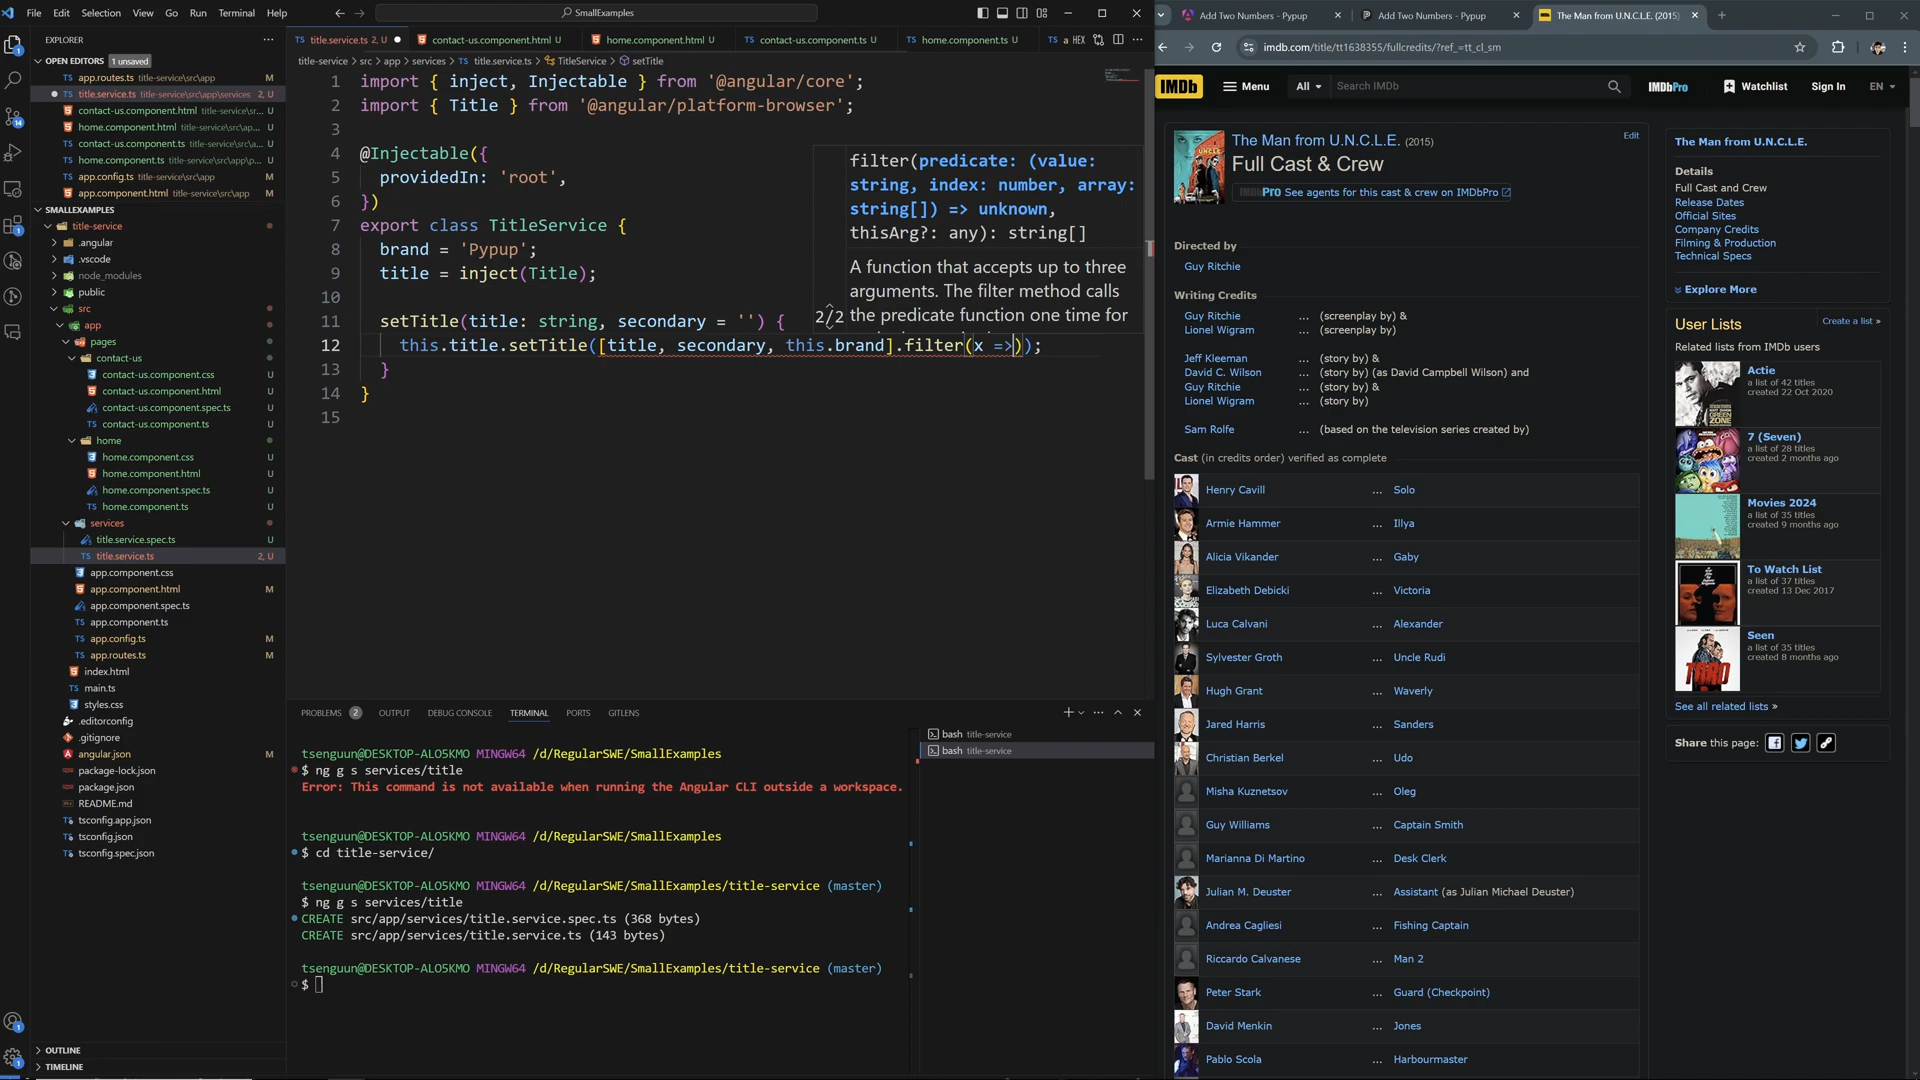 File Edit Selection View Go Run Terminal Help
SmallExamples
EXPLORER
OPEN EDITORS 1 unsaved
app.routes.ts title-service\src\app M
title.service.ts title-service\src\app\services 2, U
contact-us.component.html title-service\sr... U
home.component.html title-service\src\ap... U
contact-us.component.ts title-service\src... U
home.component.ts title-service\src\app\p... U
app.config.ts title-service\src\app M
app.component.html title-service\src\app M
SMALLEXAMPLES
title-service
.angular
.vscode
node_modules
public
src
app
pages
contact-us
contact-us.component.css U
contact-us.component.html U
contact-us.component.spec.ts U
contact-us.component.ts U
home
home.component.css U
home.component.html U
home.component.spec.ts U
home.component.ts U
services
title.service.spec.ts U
title.service.ts 2, U
app.component.css
app.component.html M
app.component.spec.ts
app.component.ts
app.config.ts M
app.routes.ts M
index.html
main.ts
styles.css
.editorconfig
.gitignore
angular.json M
package-lock.json
package.json
README.md
tsconfig.app.json
tsconfig.json
tsconfig.spec.json
OUTLINE
TIMELINE
title.service.ts 2, U contact-us.component.html U home.component.html U contact-us.component.ts U home.component.ts U TS a HEX
title-service > src > app > services > title.service.ts > TitleService > setTitle
1 import { inject, Injectable } from '@angular/core';
2 import { Title } from '@angular/platform-browser';
3
4 @Injectable({
5 providedIn: 'root',
6 })
7 export class TitleService {
8 brand = 'Pypup';
9 title = inject(Title);
10
11 setTitle(title: string, secondary = '') {
12 this.title.setTitle([title, secondary, this.brand].filter(x =>));
13 }
14 }
15
filter(predicate: (value:
string, index: number, array:
string[]) => unknown,
thisArg?: any): string[]
A function that accepts up to three
arguments. The filter method calls
2/2 the predicate function one time for
PROBLEMS 2 OUTPUT DEBUG CONSOLE TERMINAL PORTS GITLENS
bash title-service
bash title-service
tsenguun@DESKTOP-ALO5KMO MINGW64 /d/RegularSWE/SmallExamples
$ ng g s services/title
Error: This command is not available when running the Angular CLI outside a workspace.
tsenguun@DESKTOP-ALO5KMO MINGW64 /d/RegularSWE/SmallExamples
$ cd title-service/
tsenguun@DESKTOP-ALO5KMO MINGW64 /d/RegularSWE/SmallExamples/title-service (master)
$ ng g s services/title
CREATE src/app/services/title.service.spec.ts (368 bytes)
CREATE src/app/services/title.service.ts (143 bytes)
tsenguun@DESKTOP-ALO5KMO MINGW64 /d/RegularSWE/SmallExamples/title-service (master)
$
Add Two Numbers - Pypup Add Two Numbers - Pypup The Man from U.N.C.L.E. (2015)
imdb.com/title/tt1638355/fullcredits/?ref_=tt_cl_sm
IMDb Menu All Search IMDb IMDbPro Watchlist Sign In EN
The Man from U.N.C.L.E. (2015) Edit
Full Cast & Crew
IMDbPro See agents for this cast & crew on IMDbPro
Directed by
Guy Ritchie
Writing Credits
Guy Ritchie ... (screenplay by) &
Lionel Wigram ... (screenplay by)
Jeff Kleeman ... (story by) &
David C. Wilson ... (story by) (as David Campbell Wilson) and
Guy Ritchie ... (story by) &
Lionel Wigram ... (story by)
Sam Rolfe ... (based on the television series created by)
Cast (in credits order) verified as complete
Henry Cavill ... Solo
Armie Hammer ... Illya
Alicia Vikander ... Gaby
Elizabeth Debicki ... Victoria
Luca Calvani ... Alexander
Sylvester Groth ... Uncle Rudi
Hugh Grant ... Waverly
Jared Harris ... Sanders
Christian Berkel ... Udo
Misha Kuznetsov ... Oleg
Guy Williams ... Captain Smith
Marianna Di Martino ... Desk Clerk
Julian M. Deuster ... Assistant (as Julian Michael Deuster)
Andrea Cagliesi ... Fishing Captain
Riccardo Calvanese ... Man 2
Peter Stark ... Guard (Checkpoint)
David Menkin ... Jones
Pablo Scola ... Harbourmaster
The Man from U.N.C.L.E.
Details
Full Cast and Crew
Release Dates
Official Sites
Company Credits
Filming & Production
Technical Specs
Explore More
User Lists Create a list »
Related lists from IMDb users
Actie
a list of 42 titles
created 22 Oct 2020
7 (Seven)
a list of 28 titles
created 2 months ago
Movies 2024
a list of 35 titles
created 9 months ago
To Watch List
a list of 37 titles
created 13 Dec 2017
Seen
a list of 35 titles
created 8 months ago
See all related lists »
Share this page: